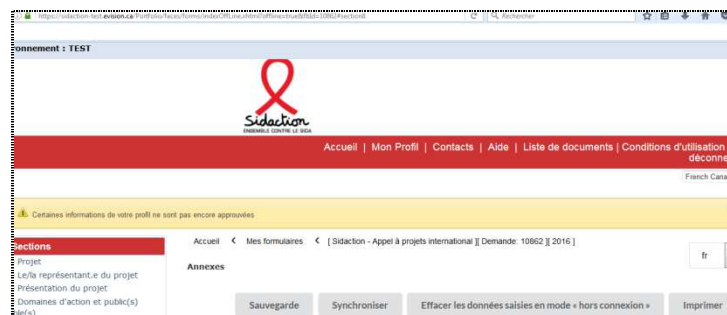 https://sidaction-test.evision.ca/Portfolio/faces/forms/indexOffLine.xhtml?offline=true&fbId=10862#section8
Rechercher
onnement : TEST
Sidaction
ENSEMBLE CONTRE LE SIDA
Accueil | Mon Profil | Contacts | Aide | Liste de documents | Conditions d'utilisation
déconne
French Cana
Certaines informations de votre profil ne sont pas encore approuvées
Sections
Accueil < Mes formulaires < [ Sidaction - Appel à projets international ][ Demande: 10862 ][ 2016 ]
fr
Projet
Annexes
Le/la représentant.e du projet
Présentation du projet
Domaines d'action et public(s)
ble(s)
Sauvegarde Synchroniser Effacer les données saisies en mode « hors connexion » Imprimer